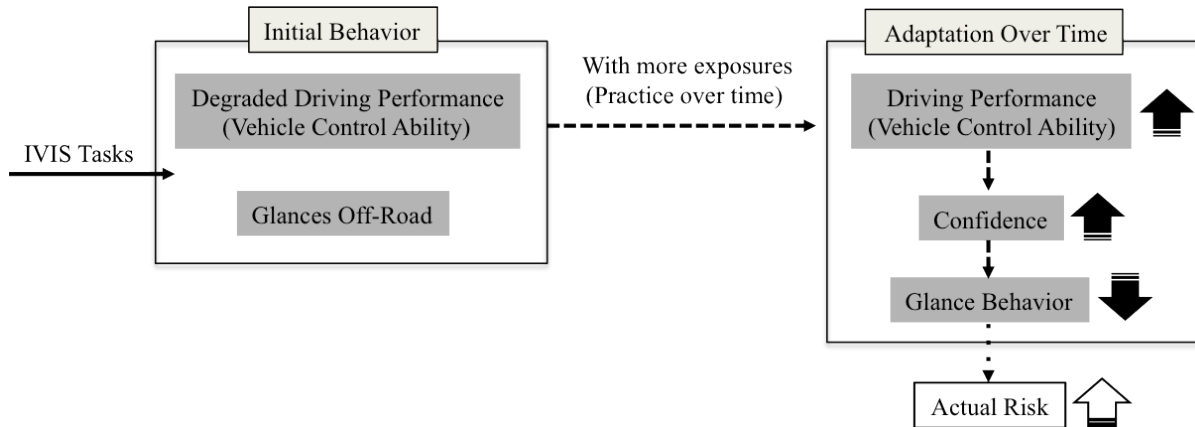 Initial Behavior
Degraded Driving Performance
(Vehicle Control Ability)
IVIS Tasks
Glances Off-Road
With more exposures
(Practice over time)
Adaptation Over Time
Driving Performance
(Vehicle Control Ability)
Confidence
Glance Behavior
Actual Risk